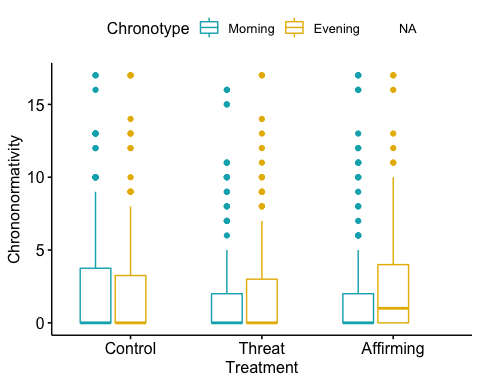 Chronotype Morning Evening NA
Chrononormativity
15
10
5
0
Control Threat Affirming
Treatment